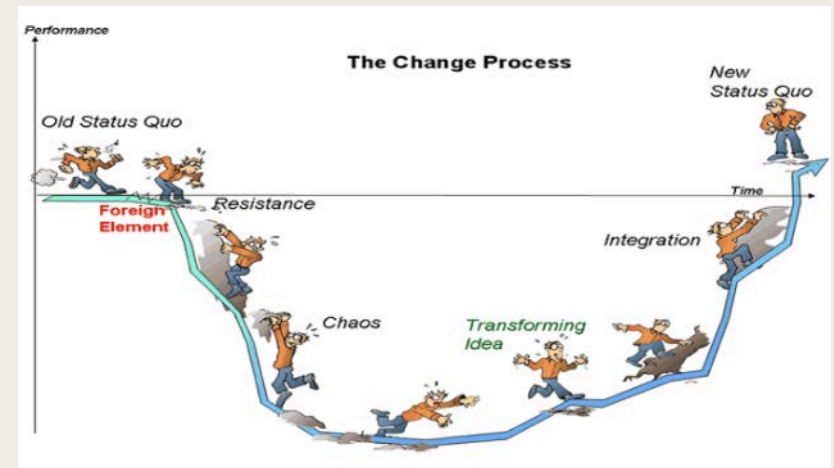 Performance
The Change Process
New
Status Quo
Old Status Quo
Time
Foreign
Element
Resistance
Integration
Chaos
Transforming
Idea